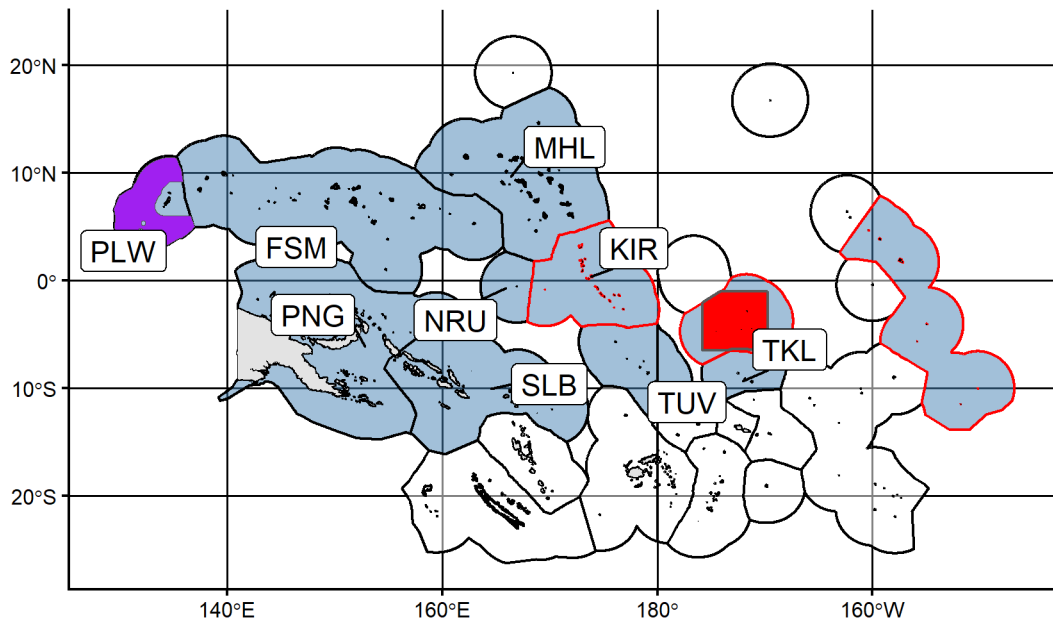 20°N
10°N
0°
10°S
20°S
MHL
KIR
PLW
FSM
PNG
NRU
TKL
SLB
TUV
140°E
160°E
180°
160°W